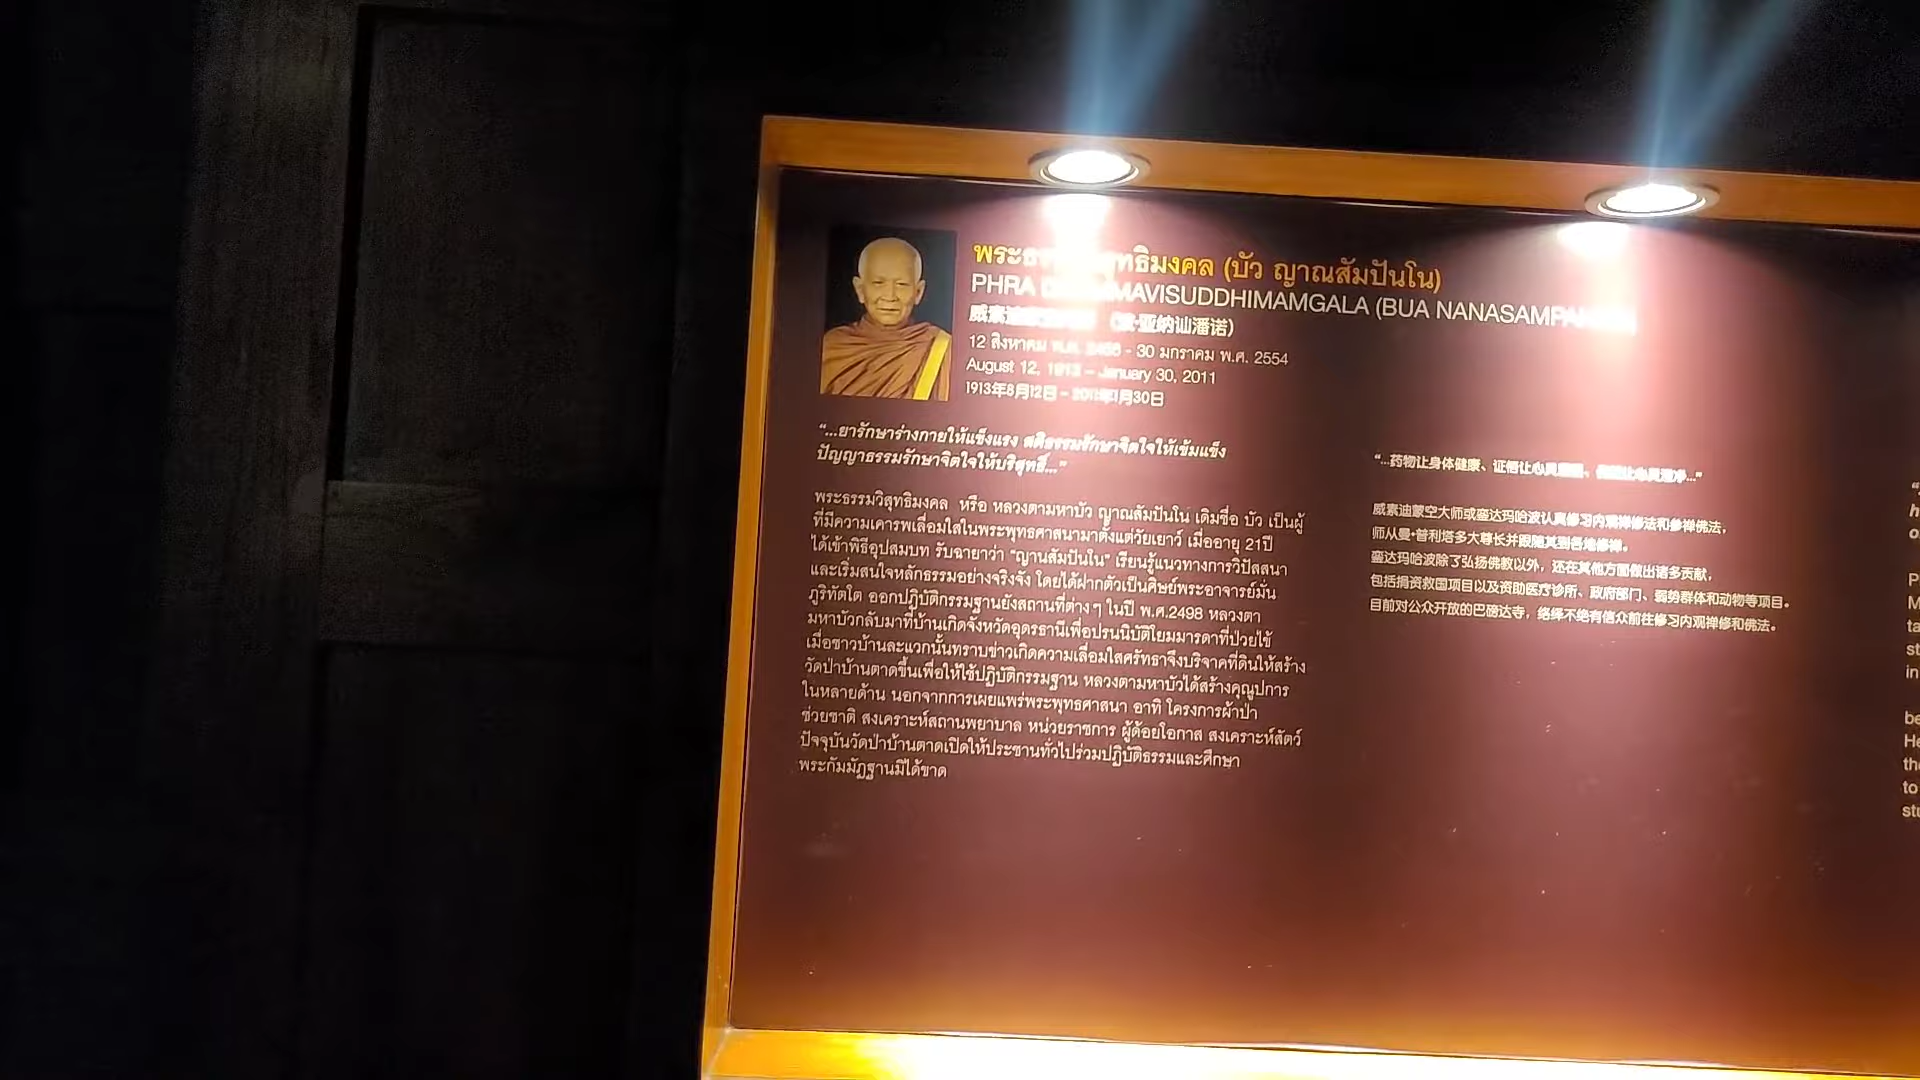 พระธ ทธิมงคล (บัว ญาณสัมปันโน)
PHRA MAVISUDDHIMAMGALA (BUA NANASAMPAN
亚纳讪潘诺）
12 สิงหาคม พ.ศ. - 30 มกราคม พ.ศ. 2554
August 12, 1913 – January 30, 2011
1913年8月12日 - 2011年1月30日
“...ยารักษาร่างกายให้แข็งแรง สติธรรมรักษาจิตใจให้เข้มแข็ง
ปัญญาธรรมรักษาจิตใจให้บริสุทธิ์...”
พระธรรมวิสุทธิมงคล หรือ หลวงตามหาบัว ญาณสัมปันโน เดิมชื่อ บัว เป็นผู้
ที่มีความเคารพเลื่อมใสในพระพุทธศาสนามาตั้งแต่วัยเยาว์ เมื่ออายุ 21ปี
ได้เข้าพิธีอุปสมบท รับฉายาว่า “ญานสัมปันโน” เรียนรู้แนวทางการวิปัสสนา
และเริ่มสนใจหลักธรรมอย่างจริงจัง โดยได้ฝากตัวเป็นศิษย์พระอาจารย์มั่น
ภูริทัตโต ออกปฏิบัติกรรมฐานยังสถานที่ต่างๆ ในปี พ.ศ.2498 หลวงตา
มหาบัวกลับมาที่บ้านเกิดจังหวัดอุดรธานีเพื่อปรนนิบัติโยมมารดาที่ป่วยไข้
เมื่อชาวบ้านละแวกนั้นทราบข่าวเกิดความเลื่อมใสศรัทธาจึงบริจาคที่ดินให้สร้าง
วัดป่าบ้านตาดขึ้นเพื่อให้ใช้ปฏิบัติกรรมฐาน หลวงตามหาบัวได้สร้างคุณูปการ
ในหลายด้าน นอกจากการเผยแพร่พระพุทธศาสนา อาทิ โครงการผ้าป่า
ช่วยชาติ สงเคราะห์สถานพยาบาล หน่วยราชการ ผู้ด้อยโอกาส สงเคราะห์สัตว์
ปัจจุบันวัดป่าบ้านตาดเปิดให้ประชานทั่วไปร่วมปฏิบัติธรรมและศึกษา
พระกัมมัฏฐานมิได้ขาด
“...药物让身体健康、证悟让心灵
威素迪蒙空大师或銮达玛哈波认真修习内观禅修法和参禅佛法，
师从曼·普利塔多大尊长并跟随其到各地修禅。
銮达玛哈波除了弘扬佛教以外，还在其他方面做出诸多贡献，
包括捐资救国项目以及资助医疗诊所、政府部门、弱势群体和动物等项目。
目前对公众开放的巴磅达寺，络绎不绝有信众前往修习内观禅修和佛法。